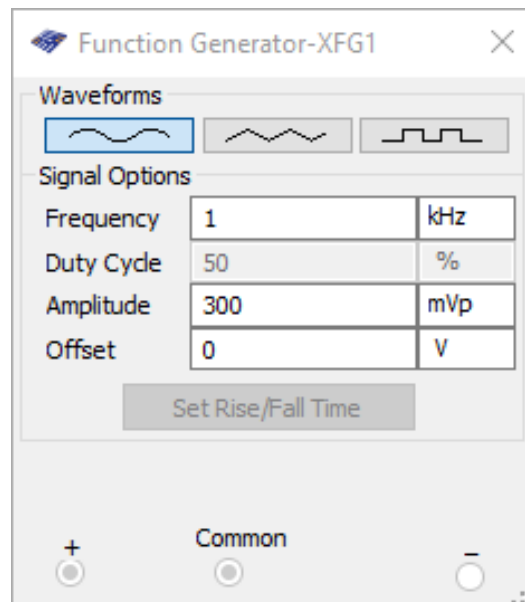 Function Generator-XFG1
Waveforms
Signal Options
Frequency 1 kHz
Duty Cycle 50 %
Amplitude 300 mVp
Offset 0 V
Set Rise/Fall Time
+ Common −